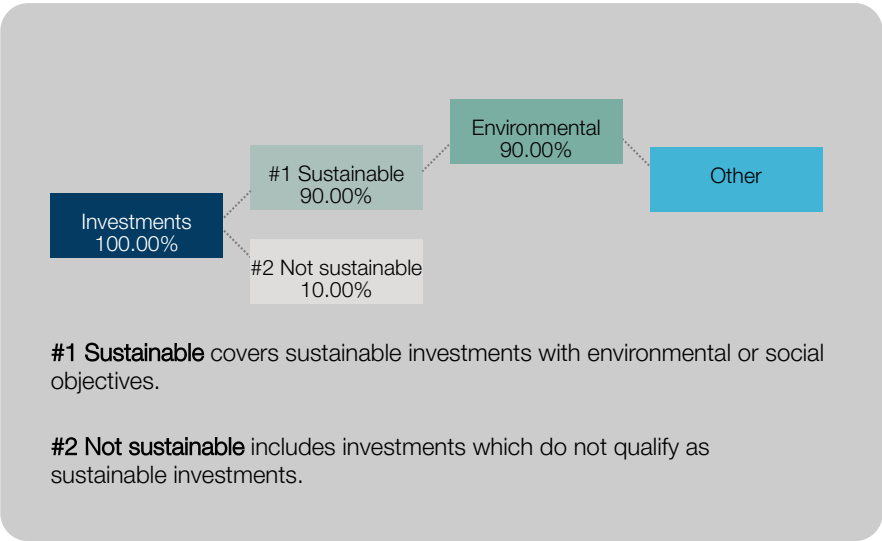 Environmental
90.00%
Other
#1 Sustainable
90.00%
Investments
100.00%
#2 Not sustainable
10.00%
#1 Sustainable covers sustainable investments with environmental or social
objectives.
#2 Not sustainable includes investments which do not qualify as
sustainable investments.